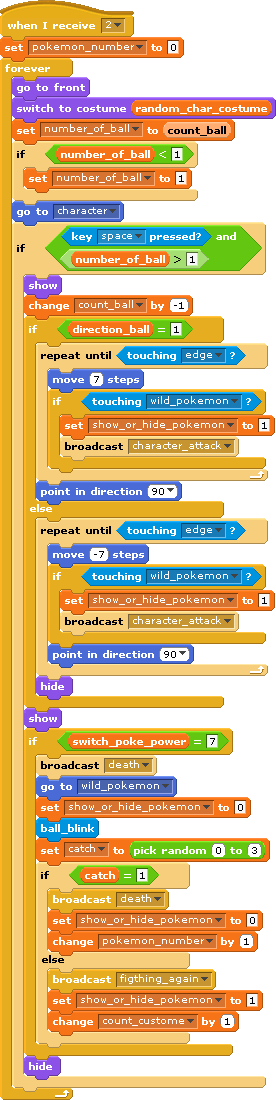 when I receive 2
set pokemon_number to 0
forever
go to front
switch to costume random_char_costume
set number_of_ball to count_ball
if number_of_ball < 1
set number_of_ball to 1
go to character
key space pressed? and
if
number_of_ball > 1
show
change count_ball by -1
if direction_ball = 1
repeat until touching edge ?
move 7 steps
if touching wild_pokemon ?
set show_or_hide_pokemon to 1
broadcast character_attack
point in direction 90
else
repeat until touching edge ?
move -7 steps
if touching wild_pokemon ?
set show_or_hide_pokemon to 1
broadcast character_attack
point in direction 90
hide
show
if switch_poke_power = 7
broadcast death
go to wild_pokemon
set show_or_hide_pokemon to 0
ball_blink
set catch to pick random 0 to 3
if catch = 1
broadcast death
set show_or_hide_pokemon to 0
change pokemon_number by 1
else
broadcast figthing_again
set show_or_hide_pokemon to 1
change count_custome by 1
hide